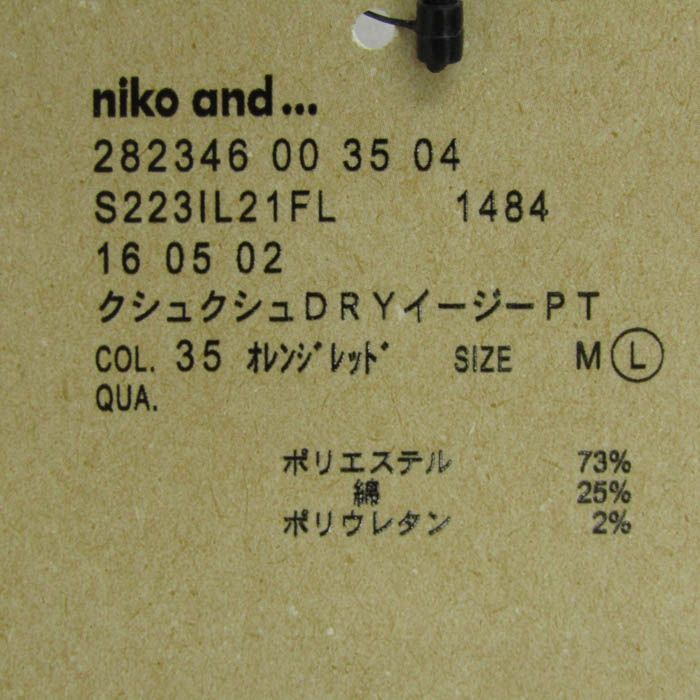 niko and...
282346 00 35 04
S223IL21FL 1484
16 05 02
クシュクシュDRYイージーPT
COL. 35 オレンジレッド SIZE M L
QUA.
ポリエステル 73%
綿 25%
ポリウレタン 2%